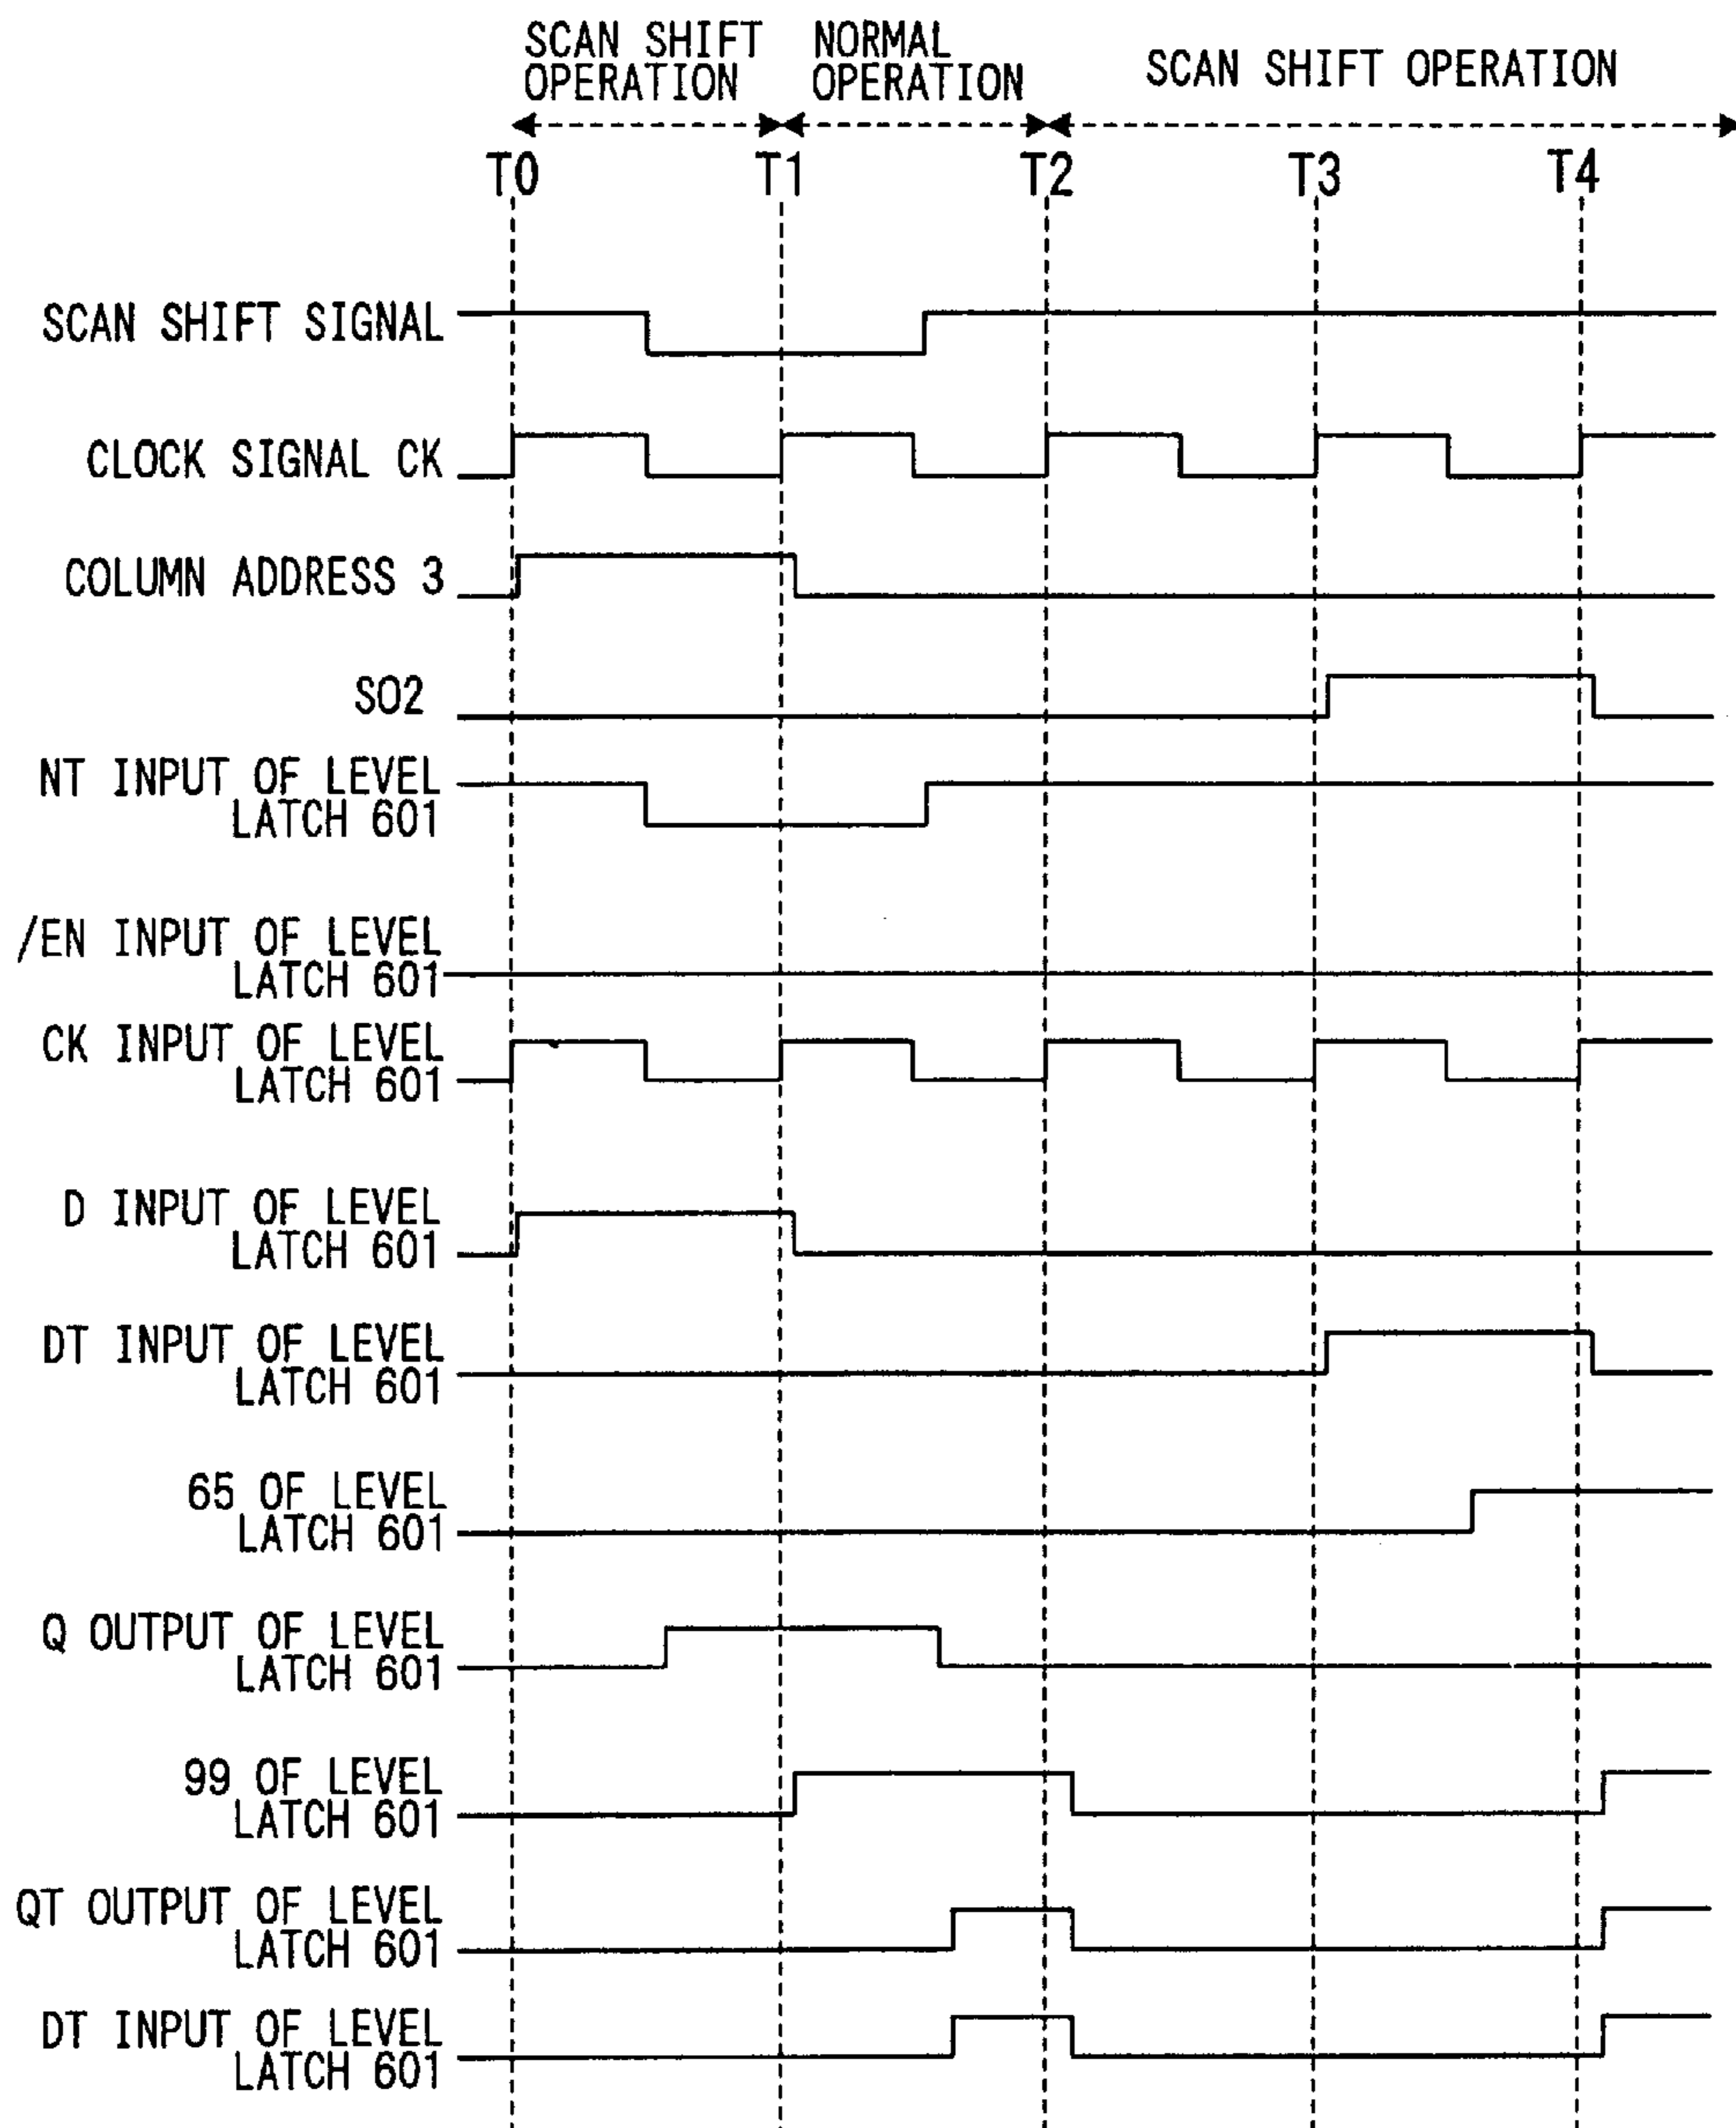 SCAN SHIFT OPERATION
NORMAL OPERATION
SCAN SHIFT OPERATION
T0 T1 T2 T3 T4
SCAN SHIFT SIGNAL
CLOCK SIGNAL CK
COLUMN ADDRESS 3
SO2
NT INPUT OF LEVEL
LATCH 601
/EN INPUT OF LEVEL
LATCH 601
CK INPUT OF LEVEL
LATCH 601
D INPUT OF LEVEL
LATCH 601
DT INPUT OF LEVEL
LATCH 601
65 OF LEVEL
LATCH 601
Q OUTPUT OF LEVEL
LATCH 601
99 OF LEVEL
LATCH 601
QT OUTPUT OF LEVEL
LATCH 601
DT INPUT OF LEVEL
LATCH 601